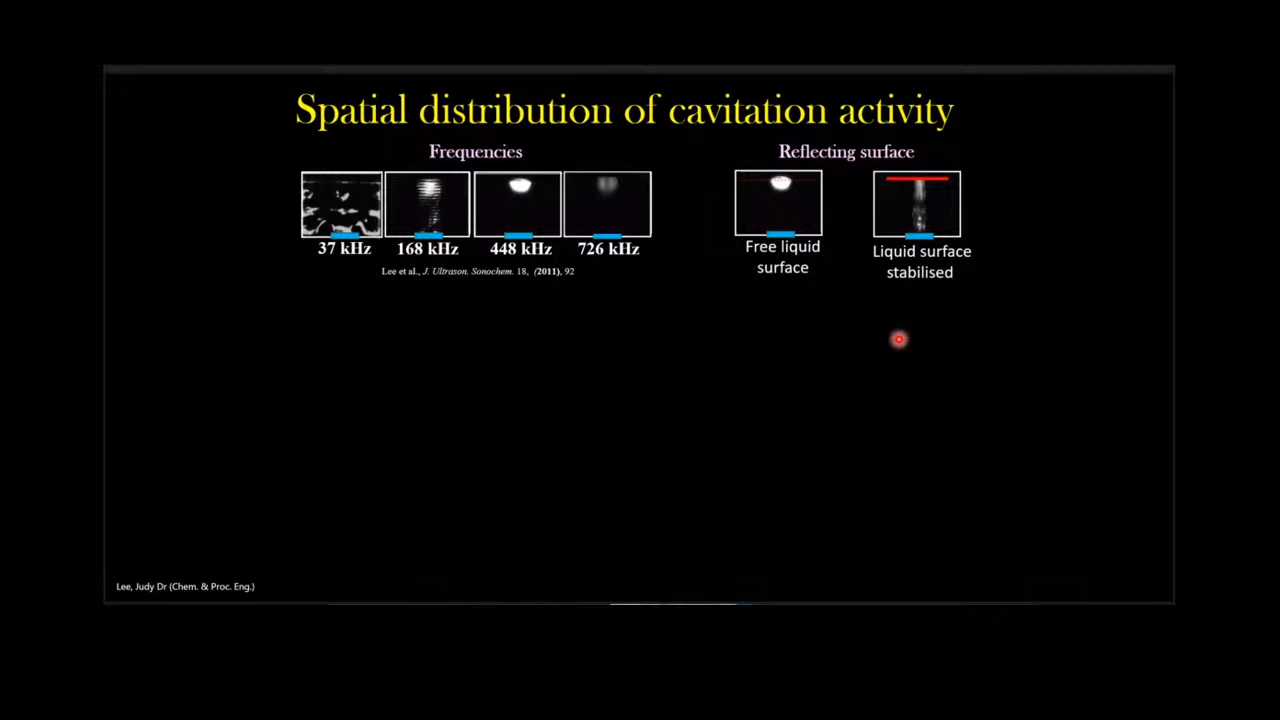 Spatial distribution of cavitation activity
Frequencies
37 kHz
168 kHz
448 kHz
726 kHz
Lee et al., J. Ultrason. Sonochem. 18, (2011), 92
Reflecting surface
Free liquid
surface
Liquid surface
stabilised
Lee, Judy Dr (Chem. & Proc. Eng.)